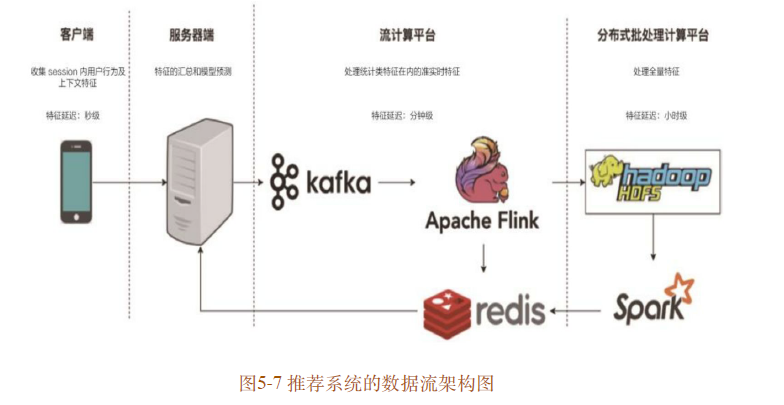 客户端
服务器端
流计算平台
分布式批处理计算平台
收集 session 内用户行为及
上下文特征
特征的汇总和模型预测
处理统计类特征在内的准实时特征
处理全量特征
特征延迟：秒级
特征延迟：分钟级
特征延迟：小时级
kafka
Apache Flink
hadoop
HDFS
redis
Spark
图5-7 推荐系统的数据流架构图